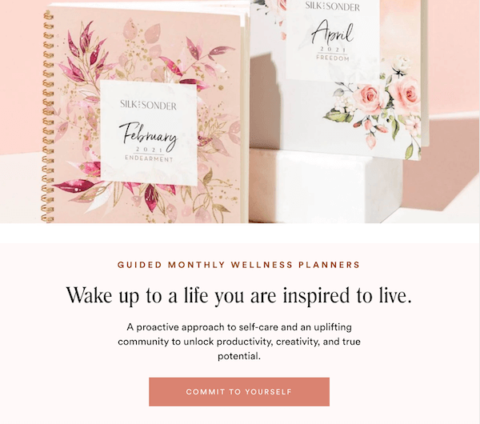 SILK+SONDER
April
2021
FREEDOM
SILK+SONDER
February
2021
ENDEARMENT
GUIDED MONTHLY WELLNESS PLANNERS
Wake up to a life you are inspired to live.
A proactive approach to self-care and an uplifting
community to unlock productivity, creativity, and true
potential.
COMMIT TO YOURSELF